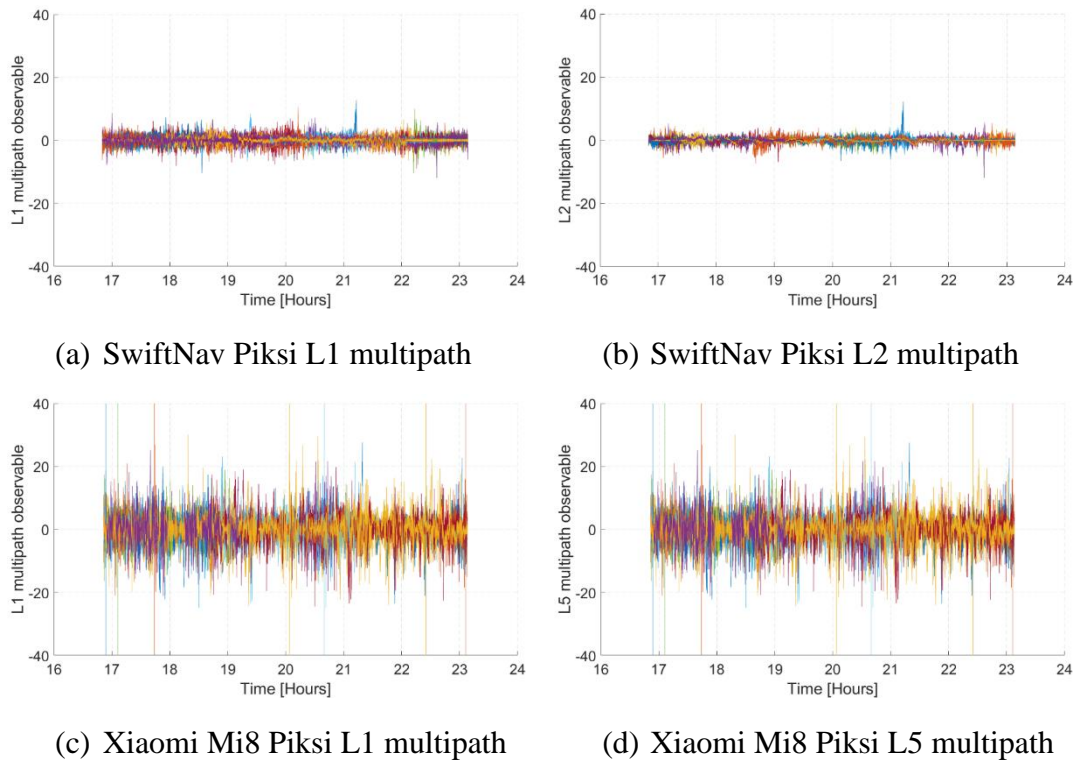 40
20
0
-20
-40
L1 multipath observable
16 17 18 19 20 21 22 23 24
Time [Hours]
(a) SwiftNav Piksi L1 multipath
40
20
0
-20
-40
L2 multipath observable
16 17 18 19 20 21 22 23 24
Time [Hours]
(b) SwiftNav Piksi L2 multipath
40
20
0
-20
-40
L1 multipath observable
16 17 18 19 20 21 22 23 24
Time [Hours]
(c) Xiaomi Mi8 Piksi L1 multipath
40
20
0
-20
-40
L5 multipath observable
16 17 18 19 20 21 22 23 24
Time [Hours]
(d) Xiaomi Mi8 Piksi L5 multipath